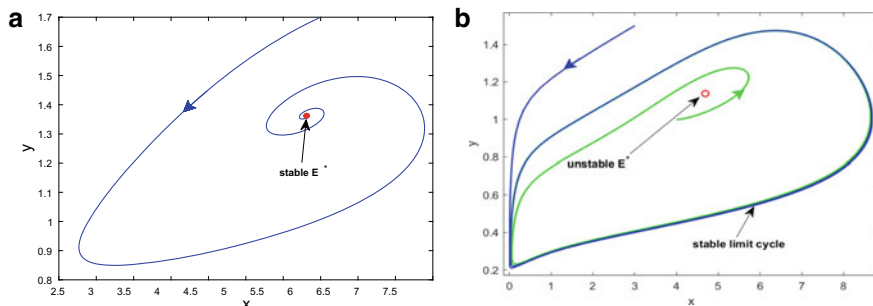 a
1.7
1.6
1.5
1.4
1.3
1.2
1.1
1
0.9
0.8
y
stable E *
2.5 3 3.5 4 4.5 5 5.5 6 6.5 7 7.5
x
b
1.4
1.2
1
0.8
0.6
0.4
0.2
y
unstable E*
stable limit cycle
0 1 2 3 4 5 6 7 8
x